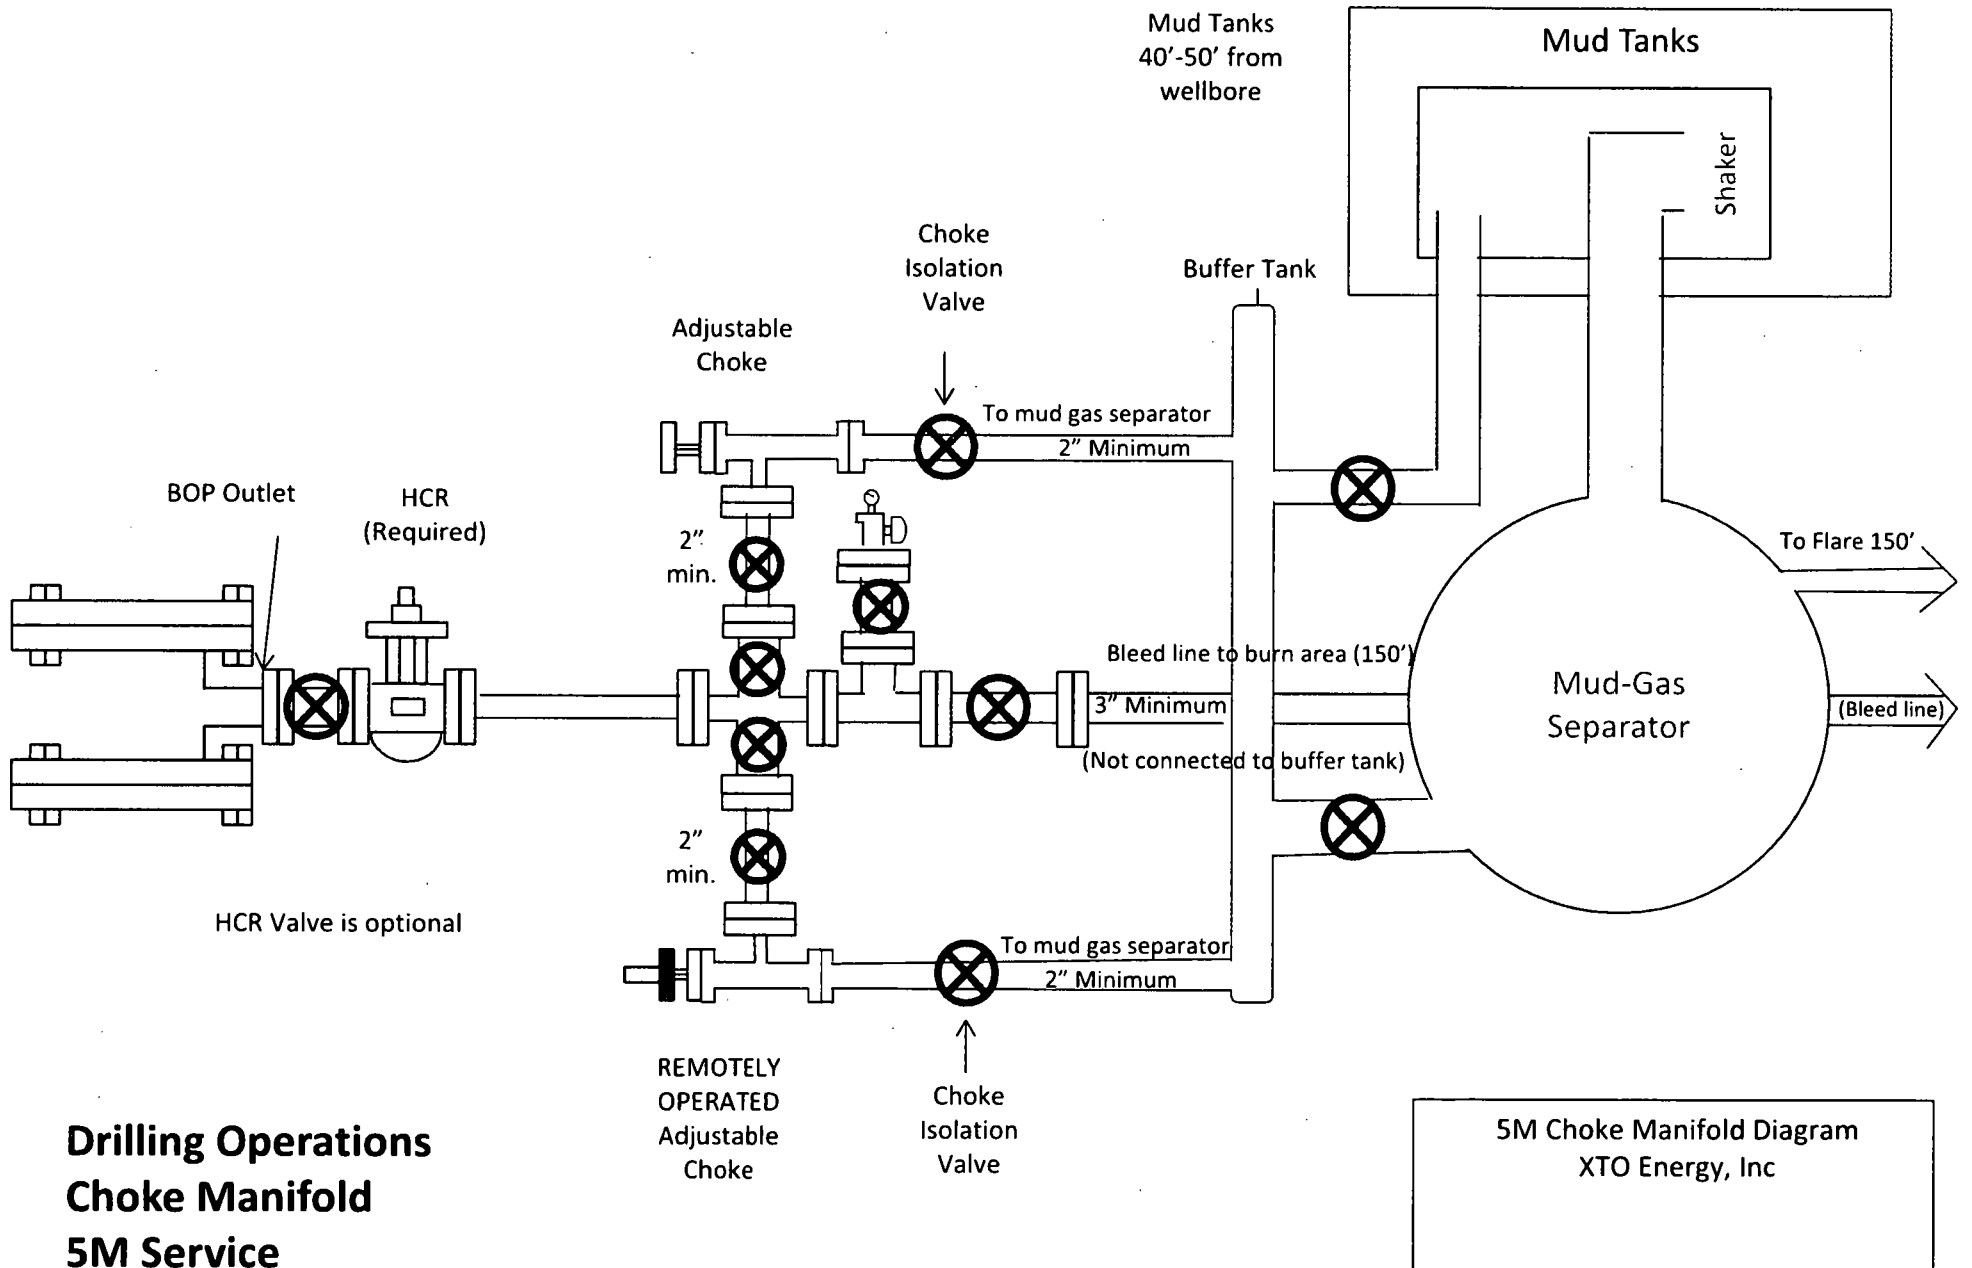 Mud Tanks
40'-50' from
wellbore
Mud Tanks
Shaker
Choke
Isolation
Valve
Buffer Tank
Adjustable
Choke
To mud gas separator
2" Minimum
BOP Outlet
HCR
(Required)
2"
min.
To Flare 150'
Bleed line to burn area (150')
3" Minimum
(Not connected to buffer tank)
Mud-Gas
Separator
(Bleed line)
2"
min.
HCR Valve is optional
To mud gas separator
2" Minimum
REMOTELY
OPERATED
Adjustable
Choke
Choke
Isolation
Valve
Drilling Operations
Choke Manifold
5M Service
5M Choke Manifold Diagram
XTO Energy, Inc